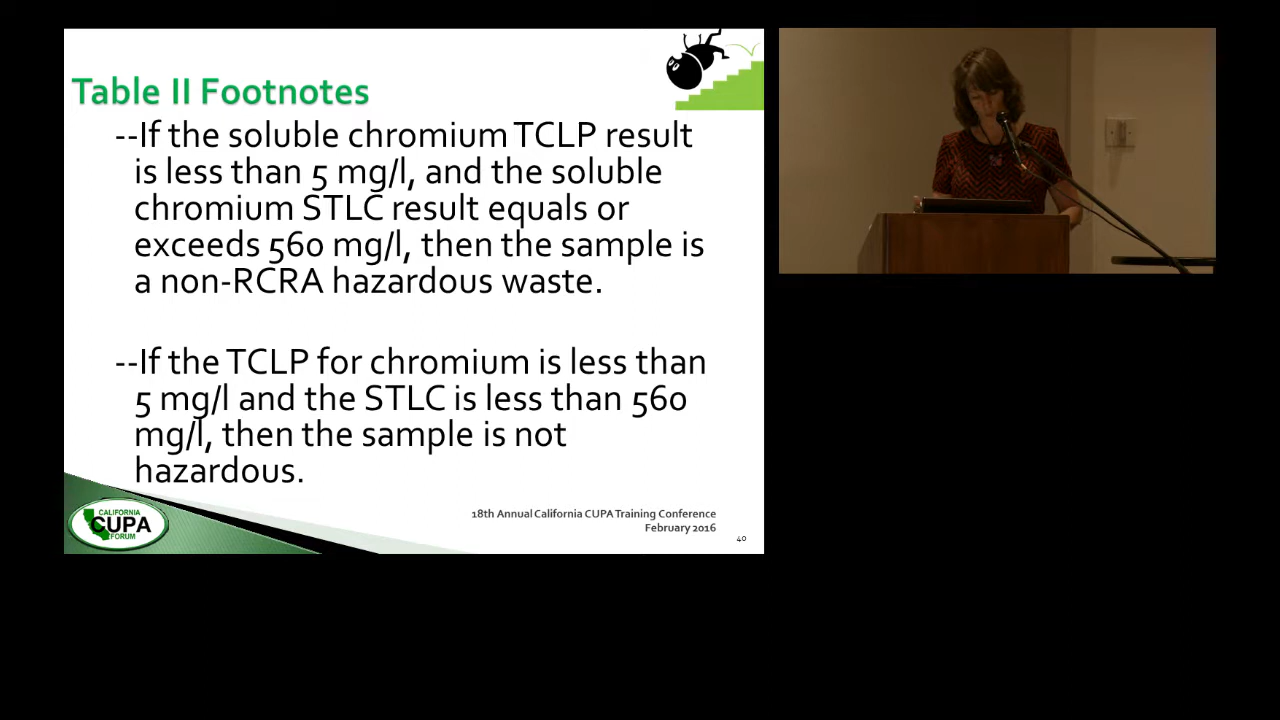 Table II Footnotes
--If the soluble chromium TCLP result
is less than 5 mg/l, and the soluble
chromium STLC result equals or
exceeds 560 mg/l, then the sample is
a non-RCRA hazardous waste.
--If the TCLP for chromium is less than
5 mg/l and the STLC is less than 560
mg/l, then the sample is not
hazardous.
CALIFORNIA
CUPA
FORUM
18th Annual California CUPA Training Conference
February 2016
40